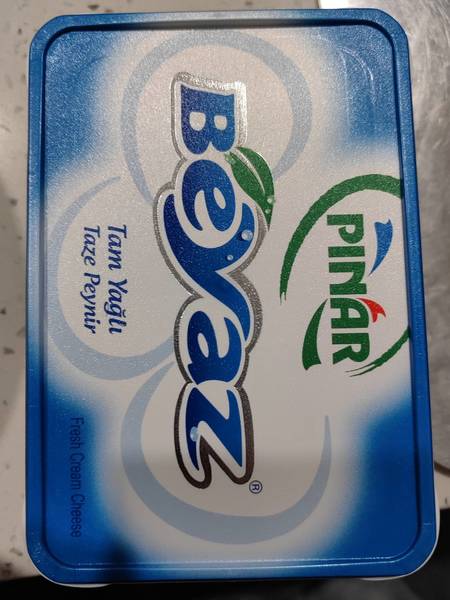 PINAR
Beyaz®
Tam Yağlı
Taze Peynir
Fresh Cream Cheese